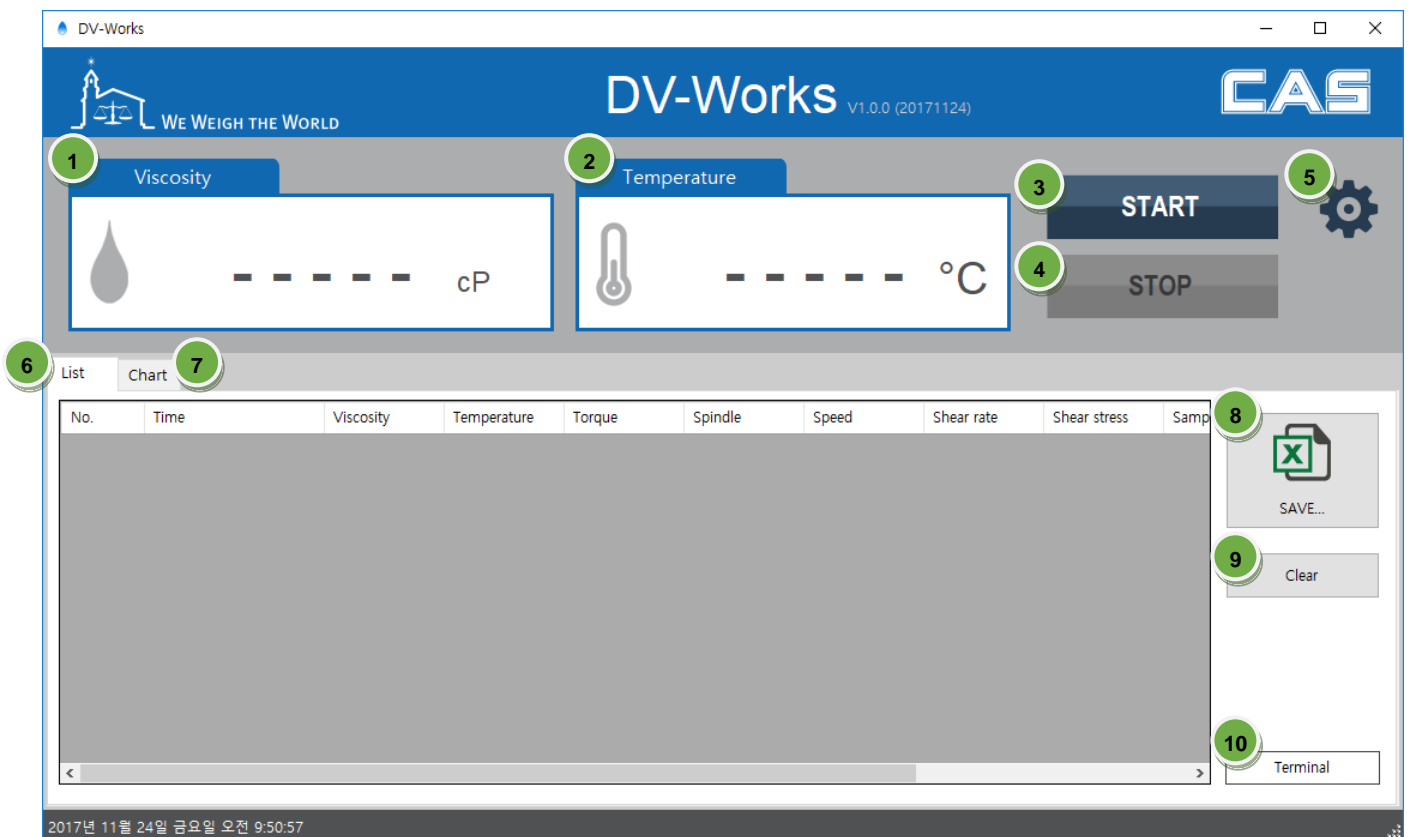 DV-Works
WE WEIGH THE WORLD
DV-Works V1.0.0 (20171124)
CAS
1
Viscosity
2
Temperature
3
START
5
- - - - - cP
- - - - - °C
4
STOP
6
List
Chart
7
No. Time Viscosity Temperature Torque Spindle Speed Shear rate Shear stress Samp
8
SAVE...
9
Clear
10
Terminal
2017년 11월 24일 금요일 오전 9:50:57